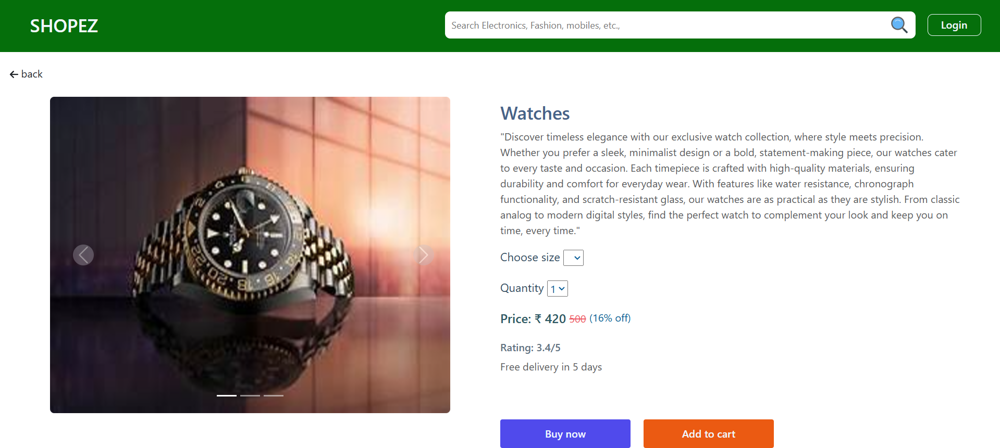 SHOPEZ
Search Electronics, Fashion, mobiles, etc.,
Login
back
Watches
"Discover timeless elegance with our exclusive watch collection, where style meets precision.
Whether you prefer a sleek, minimalist design or a bold, statement-making piece, our watches cater
to every taste and occasion. Each timepiece is crafted with high-quality materials, ensuring
durability and comfort for everyday wear. With features like water resistance, chronograph
functionality, and scratch-resistant glass, our watches are as practical as they are stylish. From classic
analog to modern digital styles, find the perfect watch to complement your look and keep you on
time, every time."
Choose size
Quantity 1
Price: ₹ 420 500 (16% off)
Rating: 3.4/5
Free delivery in 5 days
Buy now
Add to cart